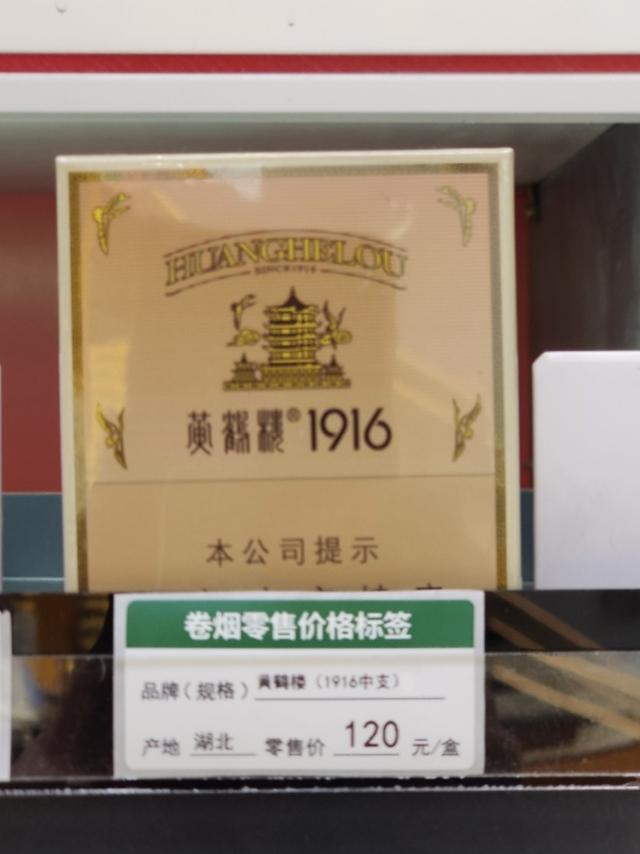 HUANGHELOU
SINCE1916
黄鹤楼®1916
本公司提示
卷烟零售价格标签
品牌(规格) 黄鹤楼（1916中支）
产地 湖北 零售价 120 元/盒